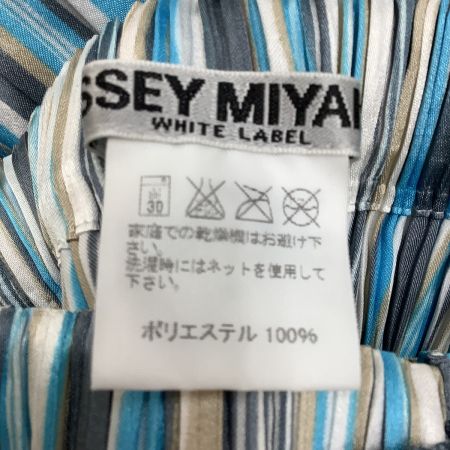 SSEY MIYAK
WHITE LABEL
30
家庭での乾燥機はお避け下
さい。
洗濯時にはネットを使用して
下さい。
ポリエステル 100%